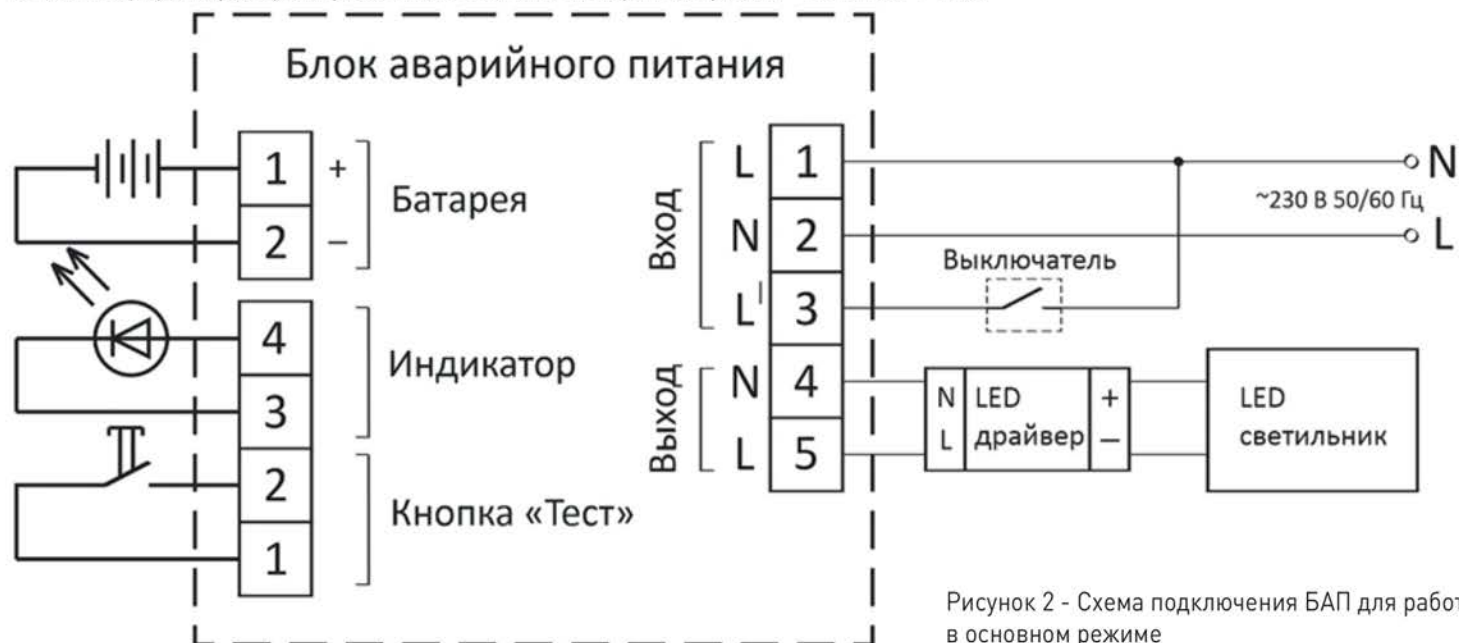 Блок аварийного питания
1 + Батарея
2 –
4 Индикатор
3
2 Кнопка «Тест»
1
Вход
L 1
N 2
L 3
Выход
N 4
L 5
N
~230 В 50/60 Гц
L
Выключатель
N LED +
L драйвер –
LED
светильник
Рисунок 2 - Схема подключения БАП для работ
в основном режиме